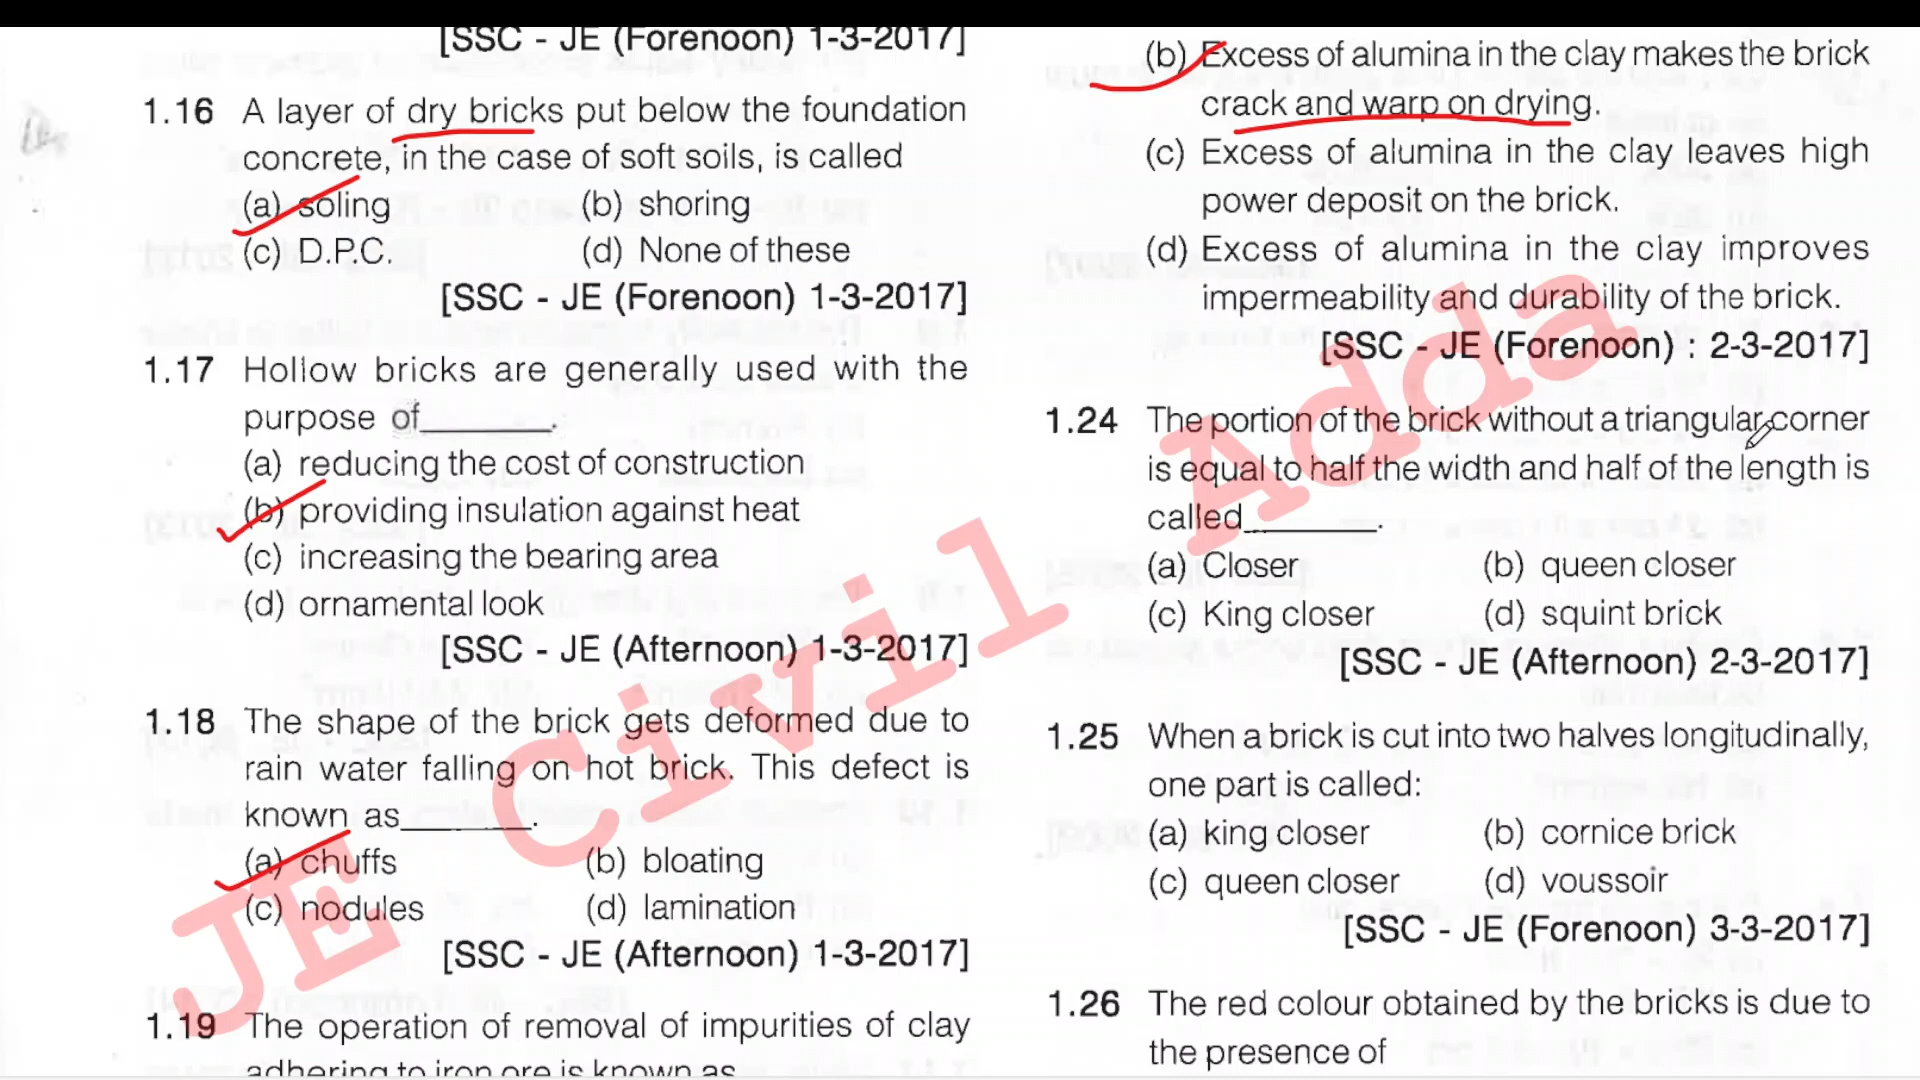 [SSC - JE (Forenoon) 1-3-2017]
1.16 A layer of dry bricks put below the foundation
concrete, in the case of soft soils, is called
(a) soling (b) shoring
(c) D.P.C. (d) None of these
[SSC - JE (Forenoon) 1-3-2017]
1.17 Hollow bricks are generally used with the
purpose of________.
(a) reducing the cost of construction
(b) providing insulation against heat
(c) increasing the bearing area
(d) ornamental look
[SSC - JE (Afternoon) 1-3-2017]
1.18 The shape of the brick gets deformed due to
rain water falling on hot brick. This defect is
known as________.
(a) chuffs (b) bloating
(c) nodules (d) lamination
[SSC - JE (Afternoon) 1-3-2017]
1.19 The operation of removal of impurities of clay
adhering to iron ore is known as
(b) Excess of alumina in the clay makes the brick
crack and warp on drying.
(c) Excess of alumina in the clay leaves high
power deposit on the brick.
(d) Excess of alumina in the clay improves
impermeability and durability of the brick.
[SSC - JE (Forenoon) : 2-3-2017]
1.24 The portion of the brick without a triangular corner
is equal to half the width and half of the length is
called________.
(a) Closer (b) queen closer
(c) King closer (d) squint brick
[SSC - JE (Afternoon) 2-3-2017]
1.25 When a brick is cut into two halves longitudinally,
one part is called:
(a) king closer (b) cornice brick
(c) queen closer (d) voussoir
[SSC - JE (Forenoon) 3-3-2017]
1.26 The red colour obtained by the bricks is due to
the presence of
JE Civil Adda